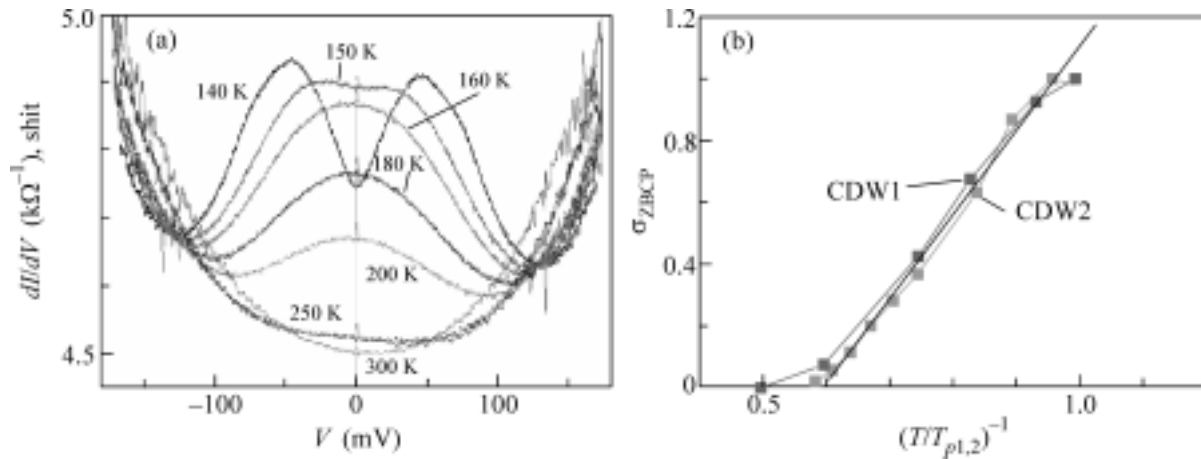 5.0
4.5
dI/dV (kΩ⁻¹), shit
(a)
140 K
150 K
160 K
180 K
200 K
250 K
300 K
−100
0
100
V (mV)
1.2
0.8
0.4
0
σZBCP
(b)
CDW1
CDW2
0.5
1.0
(T/Tp1,2)⁻¹